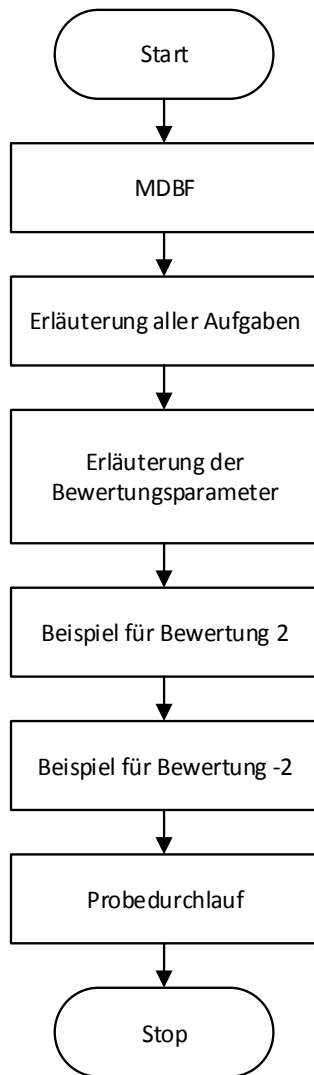 Start
MDBF
Erläuterung aller Aufgaben
Erläuterung der
Bewertungsparameter
Beispiel für Bewertung 2
Beispiel für Bewertung -2
Probedurchlauf
Stop